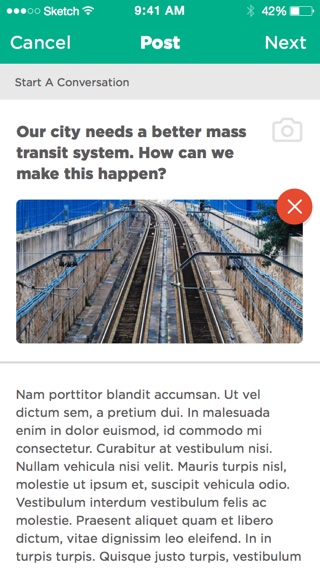 Sketch 9:41 AM 42%
Cancel Post Next
Start A Conversation
Our city needs a better mass
transit system. How can we
make this happen?
Nam porttitor blandit accumsan. Ut vel
dictum sem, a pretium dui. In malesuada
enim in dolor euismod, id commodo mi
consectetur. Curabitur at vestibulum nisi.
Nullam vehicula nisi velit. Mauris turpis nisl,
molestie ut ipsum et, suscipit vehicula odio.
Vestibulum interdum vestibulum felis ac
molestie. Praesent aliquet quam et libero
dictum, vitae dignissim leo eleifend. In in
turpis turpis. Quisque justo turpis, vestibulum